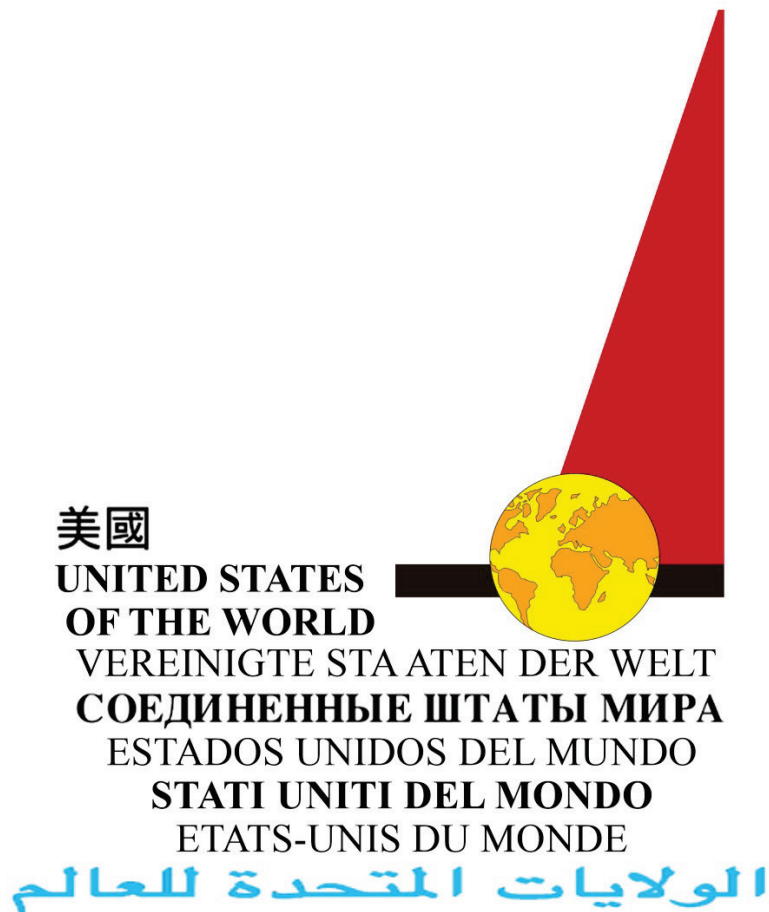 美國
UNITED STATES
OF THE WORLD
VEREINIGTE STA ATEN DER WELT
СОЕДИНЕННЫЕ ШТАТЫ МИРА
ESTADOS UNIDOS DEL MUNDO
STATI UNITI DEL MONDO
ETATS-UNIS DU MONDE
الولايات المتحدة للعالم